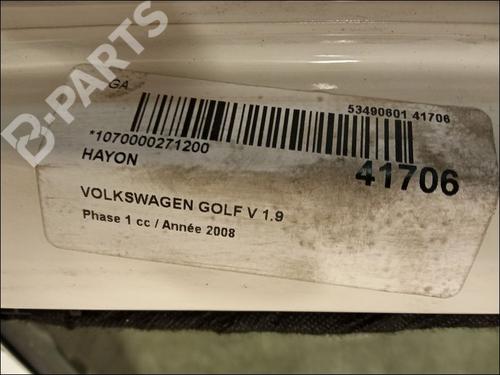 B-PARTS
GA
53490601 41706
*1070000271200
HAYON
41706
VOLKSWAGEN GOLF V 1.9
Phase 1 cc / Année 2008